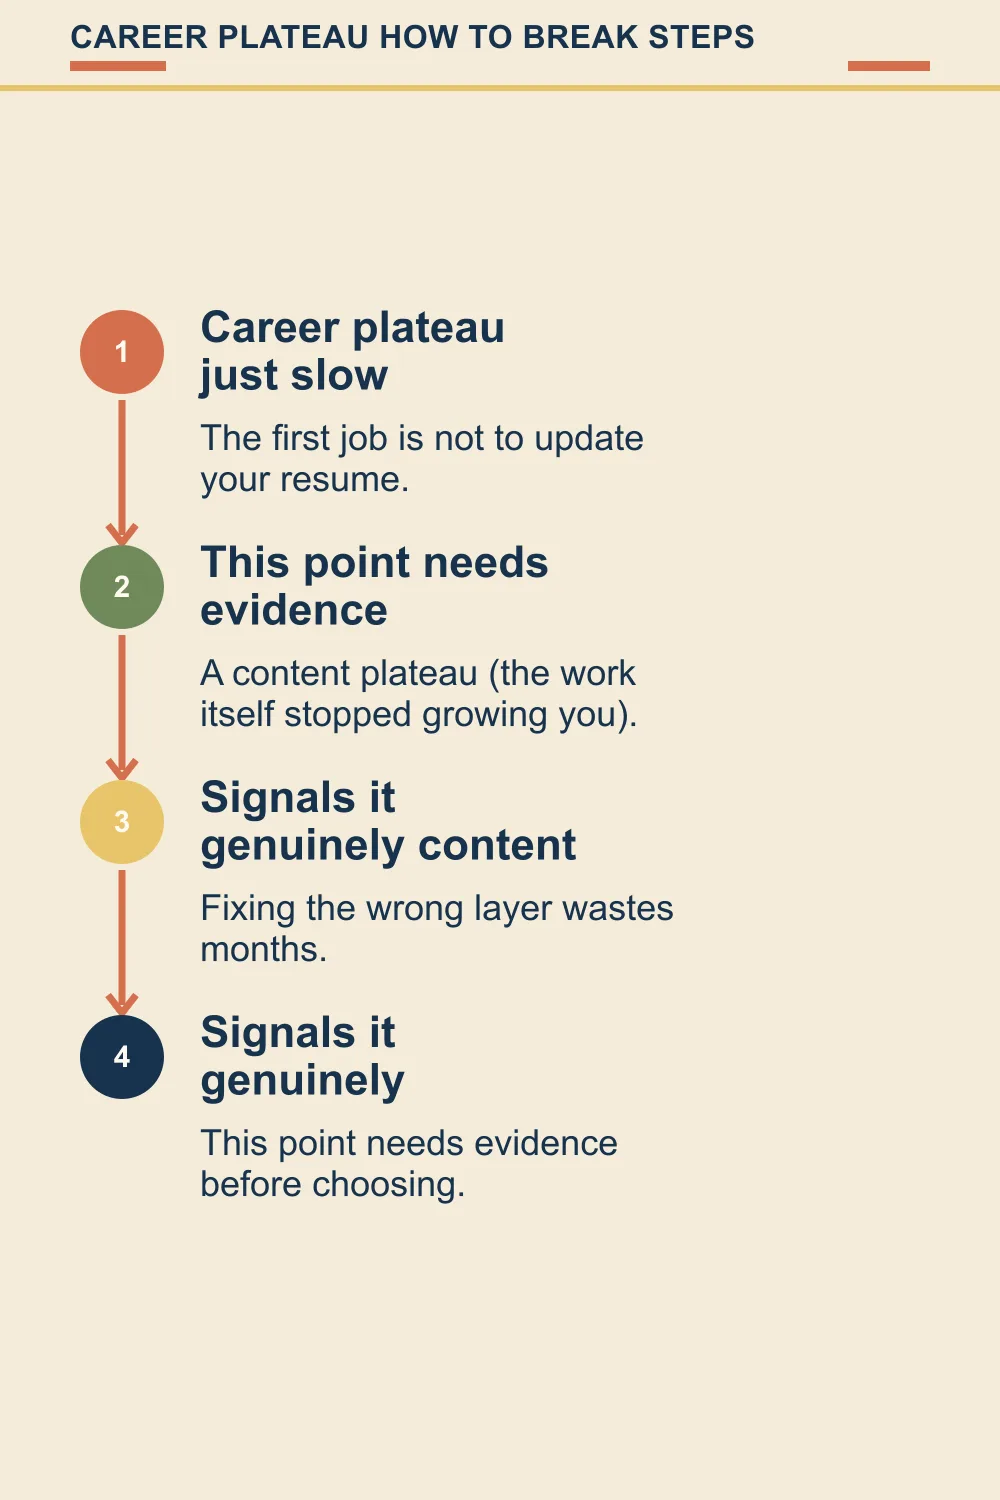 CAREER PLATEAU HOW TO BREAK STEPS
1
Career plateau
just slow
The first job is not to update
your resume.
2
This point needs
evidence
A content plateau (the work
itself stopped growing you).
3
Signals it
genuinely content
Fixing the wrong layer wastes
months.
4
Signals it
genuinely
This point needs evidence
before choosing.